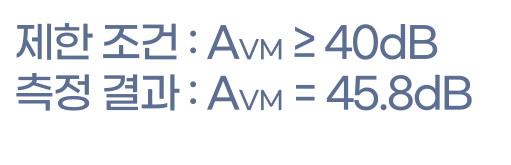 제한 조건 : AVM ≥ 40dB
측정 결과 : AVM = 45.8dB